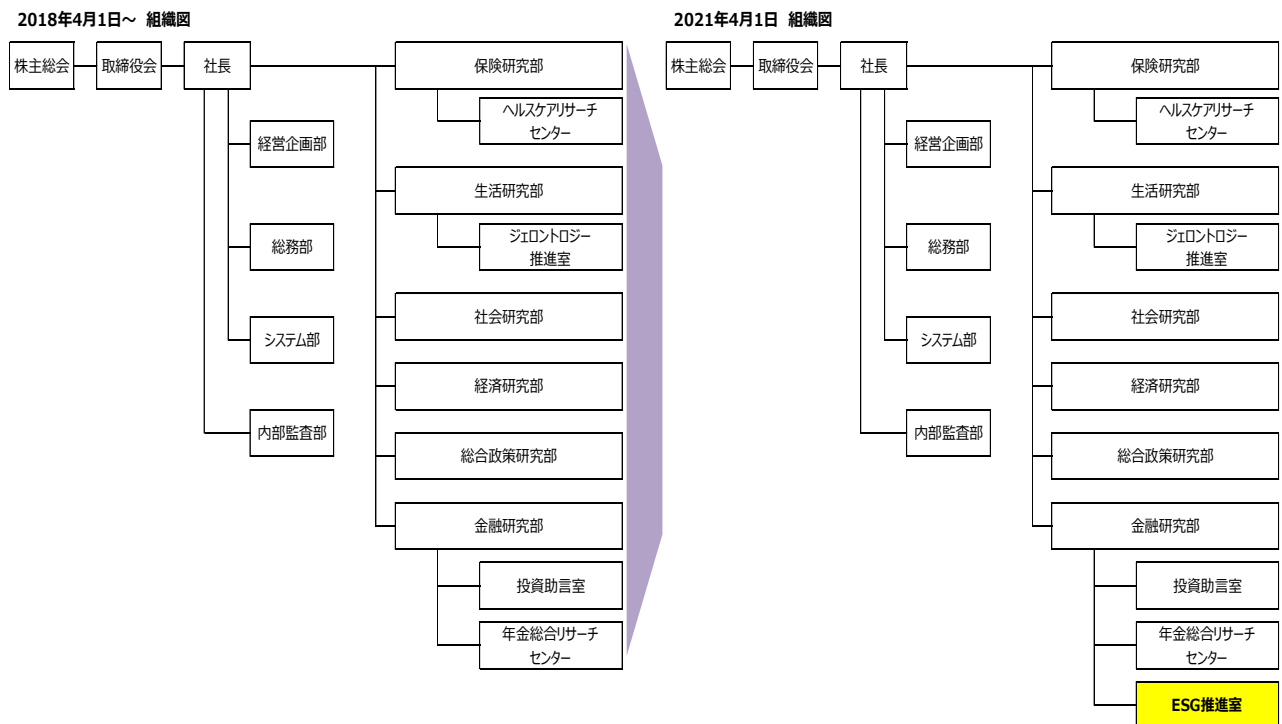 2018年4月1日～ 組織図
株主総会
取締役会
社長
経営企画部
総務部
システム部
内部監査部
保険研究部
ヘルスケアリサーチ
センター
生活研究部
ジェロントロジー
推進室
社会研究部
経済研究部
総合政策研究部
金融研究部
投資助言室
年金総合リサーチ
センター
2021年4月1日 組織図
株主総会
取締役会
社長
経営企画部
総務部
システム部
内部監査部
保険研究部
ヘルスケアリサーチ
センター
生活研究部
ジェロントロジー
推進室
社会研究部
経済研究部
総合政策研究部
金融研究部
投資助言室
年金総合リサーチ
センター
ESG推進室